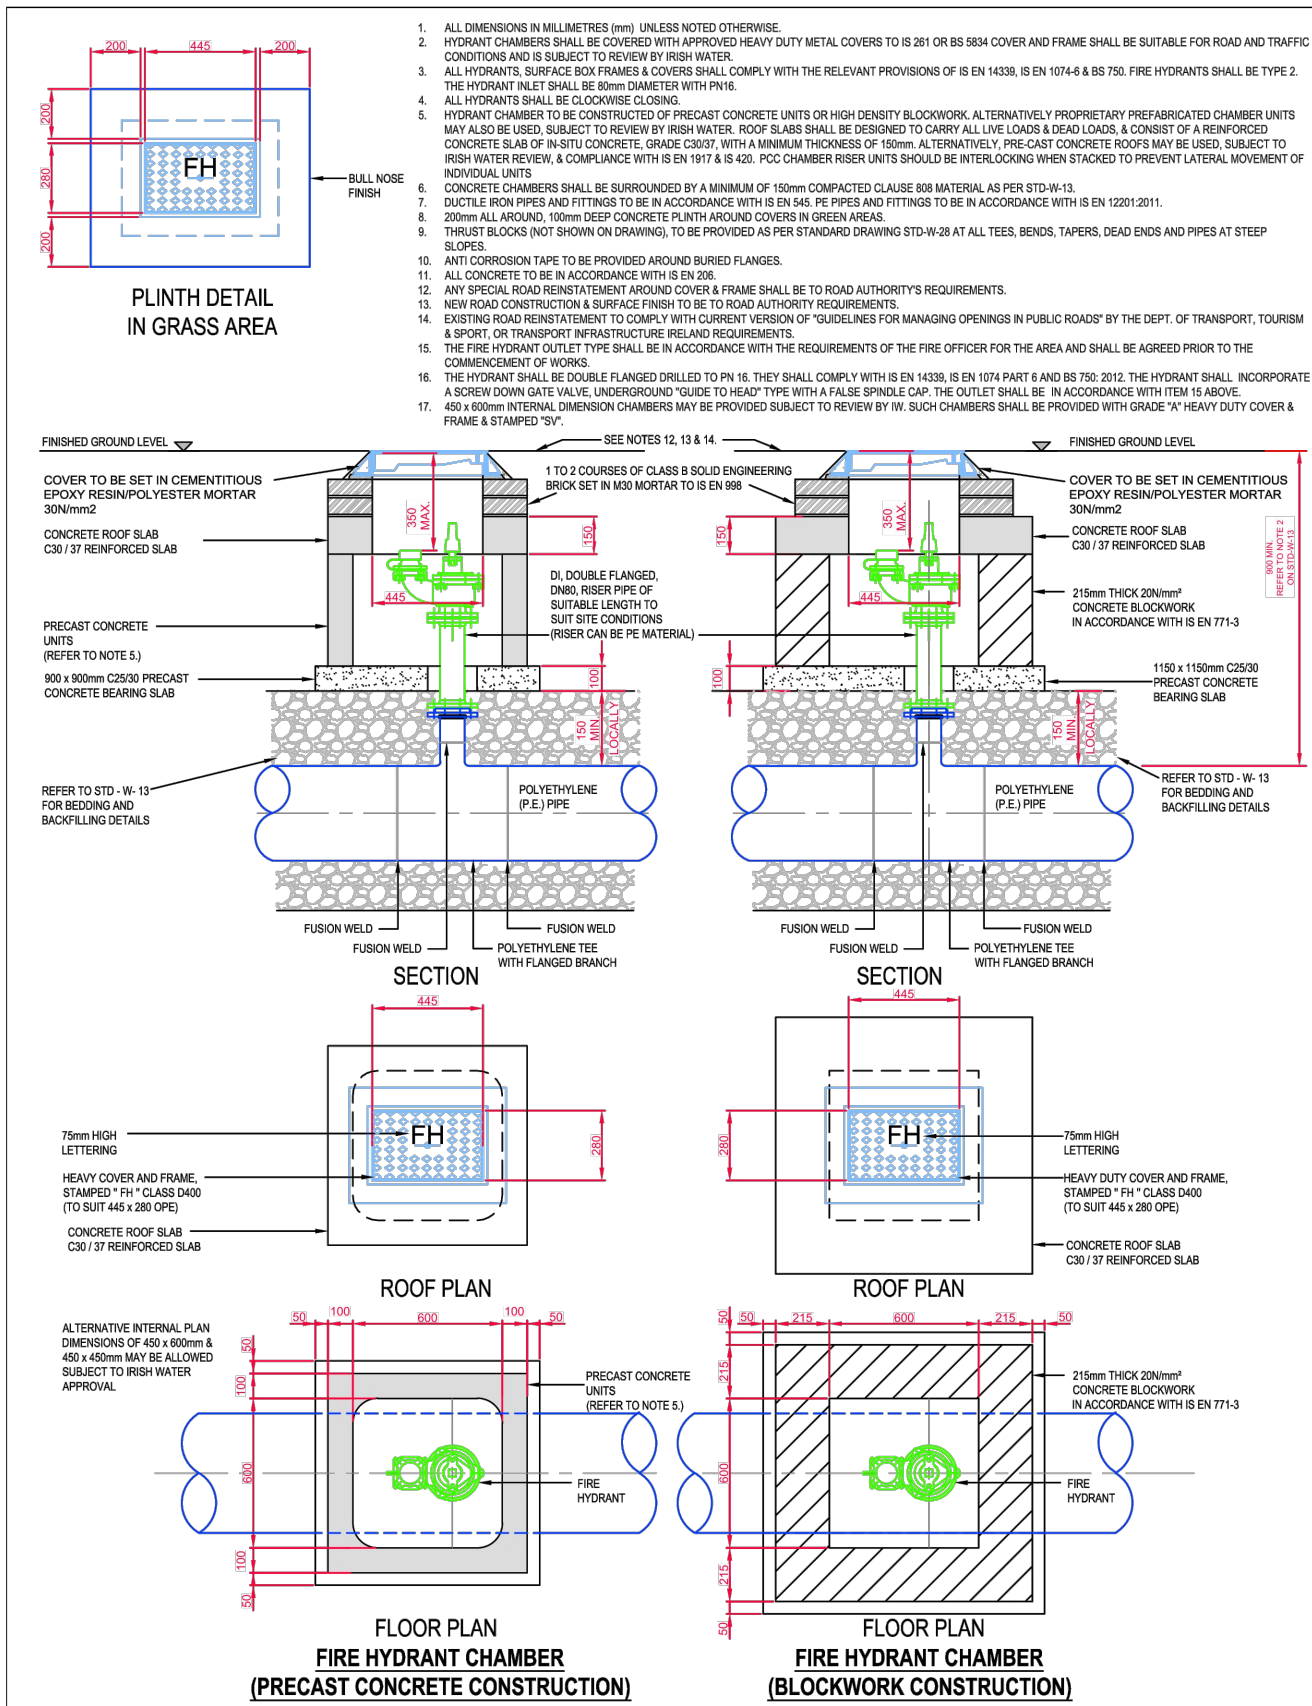 200
445
200
200
280
200
FH
BULL NOSE
FINISH
PLINTH DETAIL
IN GRASS AREA
1. ALL DIMENSIONS IN MILLIMETRES (mm) UNLESS NOTED OTHERWISE.
2. HYDRANT CHAMBERS SHALL BE COVERED WITH APPROVED HEAVY DUTY METAL COVERS TO IS 261 OR BS 5834 COVER AND FRAME SHALL BE SUITABLE FOR ROAD AND TRAFFIC
CONDITIONS AND IS SUBJECT TO REVIEW BY IRISH WATER.
3. ALL HYDRANTS, SURFACE BOX FRAMES & COVERS SHALL COMPLY WITH THE RELEVANT PROVISIONS OF IS EN 14339, IS EN 1074-6 & BS 750. FIRE HYDRANTS SHALL BE TYPE 2.
THE HYDRANT INLET SHALL BE 80mm DIAMETER WITH PN16.
4. ALL HYDRANTS SHALL BE CLOCKWISE CLOSING.
5. HYDRANT CHAMBER TO BE CONSTRUCTED OF PRECAST CONCRETE UNITS OR HIGH DENSITY BLOCKWORK. ALTERNATIVELY PROPRIETARY PREFABRICATED CHAMBER UNITS
MAY ALSO BE USED, SUBJECT TO REVIEW BY IRISH WATER. ROOF SLABS SHALL BE DESIGNED TO CARRY ALL LIVE LOADS & DEAD LOADS, & CONSIST OF A REINFORCED
CONCRETE SLAB OF IN-SITU CONCRETE, GRADE C30/37, WITH A MINIMUM THICKNESS OF 150mm. ALTERNATIVELY, PRE-CAST CONCRETE ROOFS MAY BE USED, SUBJECT TO
IRISH WATER REVIEW, & COMPLIANCE WITH IS EN 1917 & IS 420. PCC CHAMBER RISER UNITS SHOULD BE INTERLOCKING WHEN STACKED TO PREVENT LATERAL MOVEMENT OF
INDIVIDUAL UNITS
6. CONCRETE CHAMBERS SHALL BE SURROUNDED BY A MINIMUM OF 150mm COMPACTED CLAUSE 808 MATERIAL AS PER STD-W-13.
7. DUCTILE IRON PIPES AND FITTINGS TO BE IN ACCORDANCE WITH IS EN 545. PE PIPES AND FITTINGS TO BE IN ACCORDANCE WITH IS EN 12201:2011.
8. 200mm ALL AROUND, 100mm DEEP CONCRETE PLINTH AROUND COVERS IN GREEN AREAS.
9. THRUST BLOCKS (NOT SHOWN ON DRAWING), TO BE PROVIDED AS PER STANDARD DRAWING STD-W-28 AT ALL TEES, BENDS, TAPERS, DEAD ENDS AND PIPES AT STEEP
SLOPES.
10. ANTI CORROSION TAPE TO BE PROVIDED AROUND BURIED FLANGES.
11. ALL CONCRETE TO BE IN ACCORDANCE WITH IS EN 206.
12. ANY SPECIAL ROAD REINSTATEMENT AROUND COVER & FRAME SHALL BE TO ROAD AUTHORITY'S REQUIREMENTS.
13. NEW ROAD CONSTRUCTION & SURFACE FINISH TO BE TO ROAD AUTHORITY REQUIREMENTS.
14. EXISTING ROAD REINSTATEMENT TO COMPLY WITH CURRENT VERSION OF "GUIDELINES FOR MANAGING OPENINGS IN PUBLIC ROADS" BY THE DEPT. OF TRANSPORT, TOURISM
& SPORT, OR TRANSPORT INFRASTRUCTURE IRELAND REQUIREMENTS.
15. THE FIRE HYDRANT OUTLET TYPE SHALL BE IN ACCORDANCE WITH THE REQUIREMENTS OF THE FIRE OFFICER FOR THE AREA AND SHALL BE AGREED PRIOR TO THE
COMMENCEMENT OF WORKS.
16. THE HYDRANT SHALL BE DOUBLE FLANGED DRILLED TO PN 16. THEY SHALL COMPLY WITH IS EN 14339, IS EN 1074 PART 6 AND BS 750: 2012. THE HYDRANT SHALL INCORPORATE
A SCREW DOWN GATE VALVE, UNDERGROUND "GUIDE TO HEAD" TYPE WITH A FALSE SPINDLE CAP. THE OUTLET SHALL BE IN ACCORDANCE WITH ITEM 15 ABOVE.
17. 450 x 600mm INTERNAL DIMENSION CHAMBERS MAY BE PROVIDED SUBJECT TO REVIEW BY IW. SUCH CHAMBERS SHALL BE PROVIDED WITH GRADE "A" HEAVY DUTY COVER &
FRAME & STAMPED "SV".
FINISHED GROUND LEVEL
SEE NOTES 12, 13 & 14.
FINISHED GROUND LEVEL
COVER TO BE SET IN CEMENTITIOUS
EPOXY RESIN/POLYESTER MORTAR
30N/mm2
1 TO 2 COURSES OF CLASS B SOLID ENGINEERING
BRICK SET IN M30 MORTAR TO IS EN 998
COVER TO BE SET IN CEMENTITIOUS
EPOXY RESIN/POLYESTER MORTAR
30N/mm2
CONCRETE ROOF SLAB
C30 / 37 REINFORCED SLAB
350
MAX.
150
150
350
MAX.
CONCRETE ROOF SLAB
C30 / 37 REINFORCED SLAB
900 MIN.
REFER TO NOTE 2
ON STD-W-13
445
445
DI, DOUBLE FLANGED,
DN80, RISER PIPE OF
SUITABLE LENGTH TO
SUIT SITE CONDITIONS
(RISER CAN BE PE MATERIAL)
215mm THICK 20N/mm²
CONCRETE BLOCKWORK
IN ACCORDANCE WITH IS EN 771-3
PRECAST CONCRETE
UNITS
(REFER TO NOTE 5.)
900 x 900mm C25/30 PRECAST
CONCRETE BEARING SLAB
100
100
1150 x 1150mm C25/30
PRECAST CONCRETE
BEARING SLAB
150
MIN.
LOCALLY
150
MIN.
LOCALLY
REFER TO STD - W- 13
FOR BEDDING AND
BACKFILLING DETAILS
POLYETHYLENE
(P.E.) PIPE
POLYETHYLENE
(P.E.) PIPE
REFER TO STD - W- 13
FOR BEDDING AND
BACKFILLING DETAILS
FUSION WELD
FUSION WELD
FUSION WELD
POLYETHYLENE TEE
WITH FLANGED BRANCH
FUSION WELD
FUSION WELD
FUSION WELD
POLYETHYLENE TEE
WITH FLANGED BRANCH
SECTION
SECTION
445
445
FH
FH
280
280
75mm HIGH
LETTERING
75mm HIGH
LETTERING
HEAVY COVER AND FRAME,
STAMPED " FH " CLASS D400
(TO SUIT 445 x 280 OPE)
HEAVY DUTY COVER AND FRAME,
STAMPED " FH " CLASS D400
(TO SUIT 445 x 280 OPE)
CONCRETE ROOF SLAB
C30 / 37 REINFORCED SLAB
CONCRETE ROOF SLAB
C30 / 37 REINFORCED SLAB
ROOF PLAN
ROOF PLAN
ALTERNATIVE INTERNAL PLAN
DIMENSIONS OF 450 x 600mm &
450 x 450mm MAY BE ALLOWED
SUBJECT TO IRISH WATER
APPROVAL
50
100
600
100
50
50
100
600
100
50
PRECAST CONCRETE
UNITS
(REFER TO NOTE 5.)
FIRE
HYDRANT
50
215
600
215
50
50
215
600
215
50
215mm THICK 20N/mm²
CONCRETE BLOCKWORK
IN ACCORDANCE WITH IS EN 771-3
FIRE
HYDRANT
FLOOR PLAN
FIRE HYDRANT CHAMBER
(PRECAST CONCRETE CONSTRUCTION)
FLOOR PLAN
FIRE HYDRANT CHAMBER
(BLOCKWORK CONSTRUCTION)